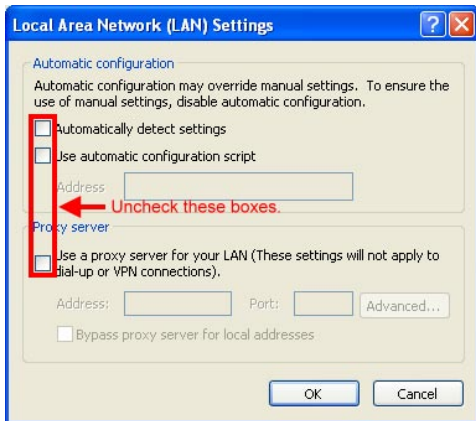 Local Area Network (LAN) Settings
Automatic configuration
Automatic configuration may override manual settings. To ensure the
use of manual settings, disable automatic configuration.
Automatically detect settings
Use automatic configuration script
Address
Uncheck these boxes.
Proxy server
Use a proxy server for your LAN (These settings will not apply to
dial-up or VPN connections).
Address: Port: Advanced...
Bypass proxy server for local addresses
OK Cancel